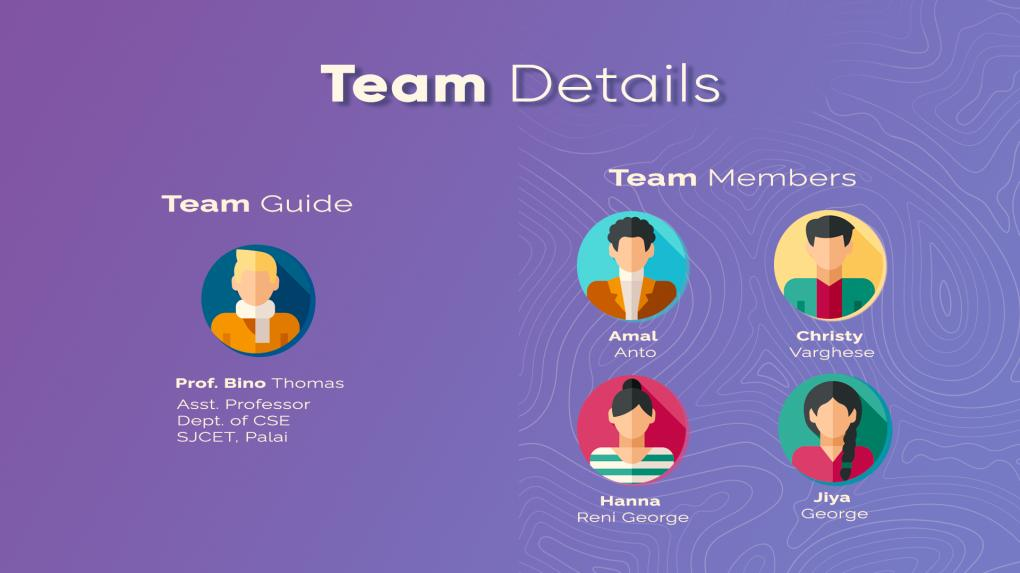 Team Details
Team Guide
Prof. Bino Thomas
Asst. Professor
Dept. of CSE
SJCET, Palai
Team Members
Amal
Anto
Christy
Varghese
Hanna
Reni George
Jiya
George